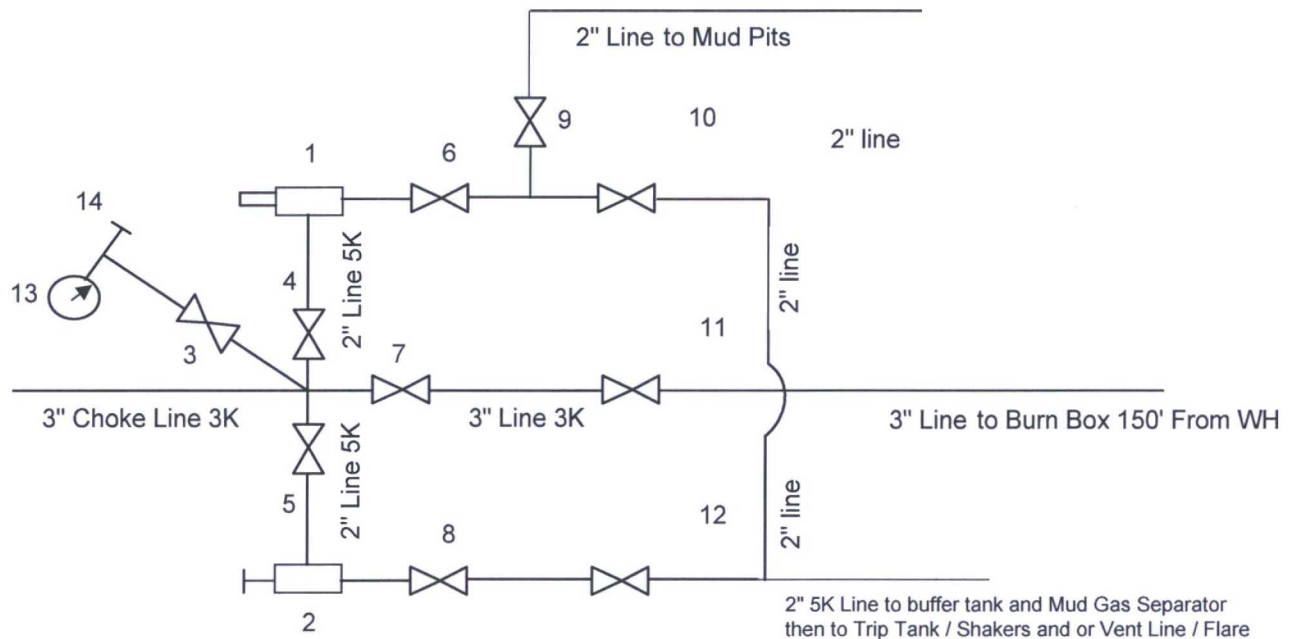 2" Line to Mud Pits
9
10
2" line
1
6
14
2" Line 5K
4
2" line
13
3
11
7
3" Choke Line 3K
3" Line 3K
3" Line to Burn Box 150' From WH
2" Line 5K
5
12
2" line
8
2
2" 5K Line to buffer tank and Mud Gas Separator
then to Trip Tank / Shakers and or Vent Line / Flare